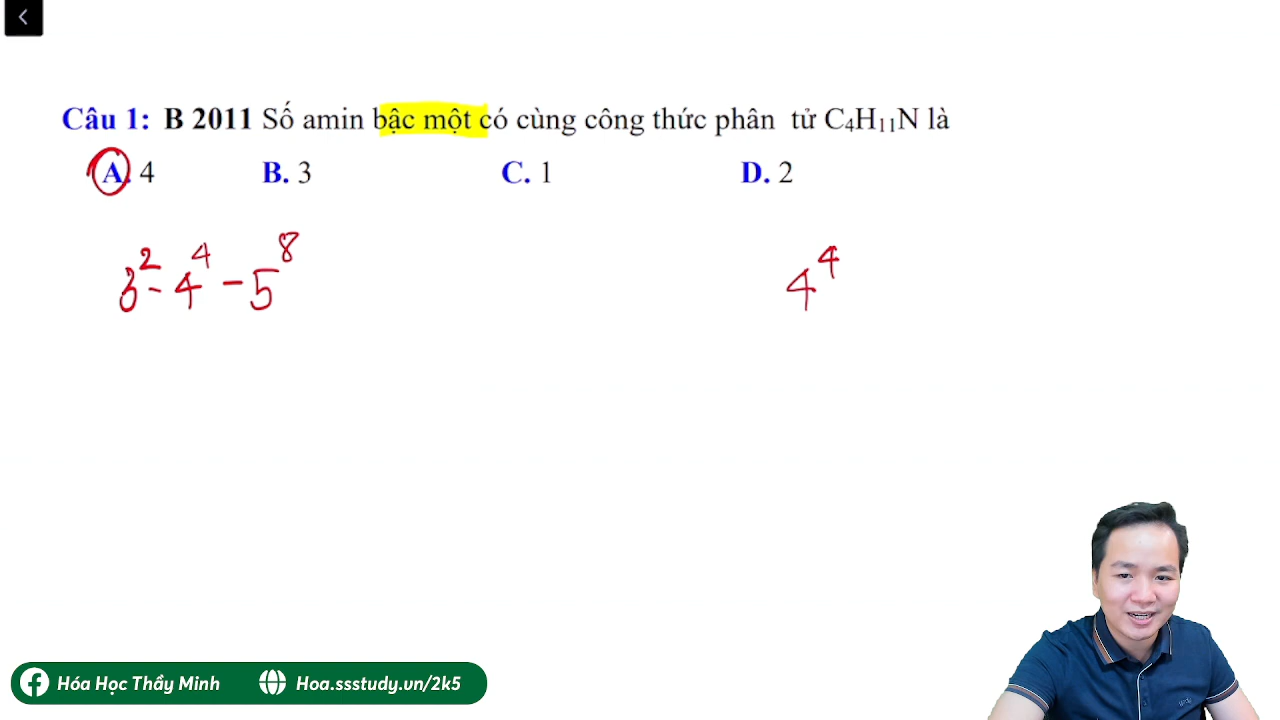 Câu 1: B 2011 Số amin bậc một có cùng công thức phân tử C₄H₁₁N là
A. 4 B. 3 C. 1 D. 2
3² - 4⁴ - 5⁸ 4⁴
Hóa Học Thầy Minh Hoa.ssstudy.vn/2k5